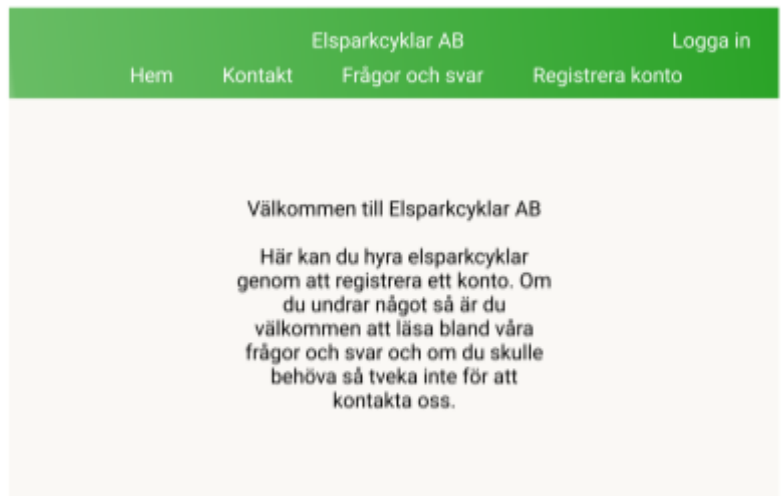 Elsparkcyklar AB
Logga in
Hem Kontakt Frågor och svar Registrera konto
Välkommen till Elsparkcyklar AB
Här kan du hyra elsparkcyklar
genom att registrera ett konto. Om
du undrar något så är du
välkommen att läsa bland våra
frågor och svar och om du skulle
behöva så tveka inte för att
kontakta oss.